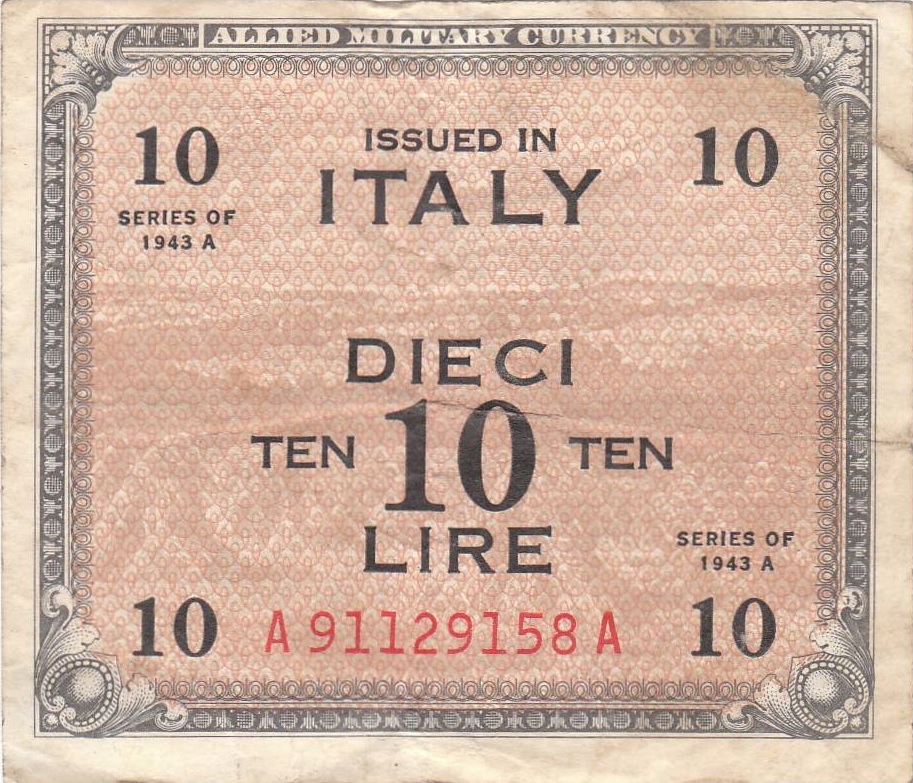 ALLIED MILITARY CURRENCY
10 ISSUED IN 10
ITALY
SERIES OF
1943 A
DIECI
TEN 10 TEN
LIRE
SERIES OF
1943 A
10 A91129158A 10